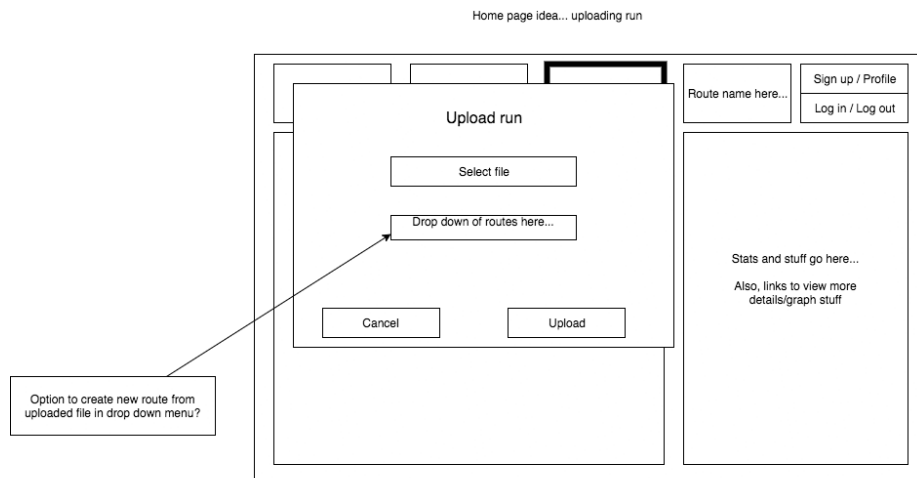 Home page idea... uploading run
Sign up / Profile
Route name here...
Log in / Log out
Upload run
Select file
Drop down of routes here...
Stats and stuff go here...
Also, links to view more
details/graph stuff
Cancel
Upload
Option to create new route from
uploaded file in drop down menu?